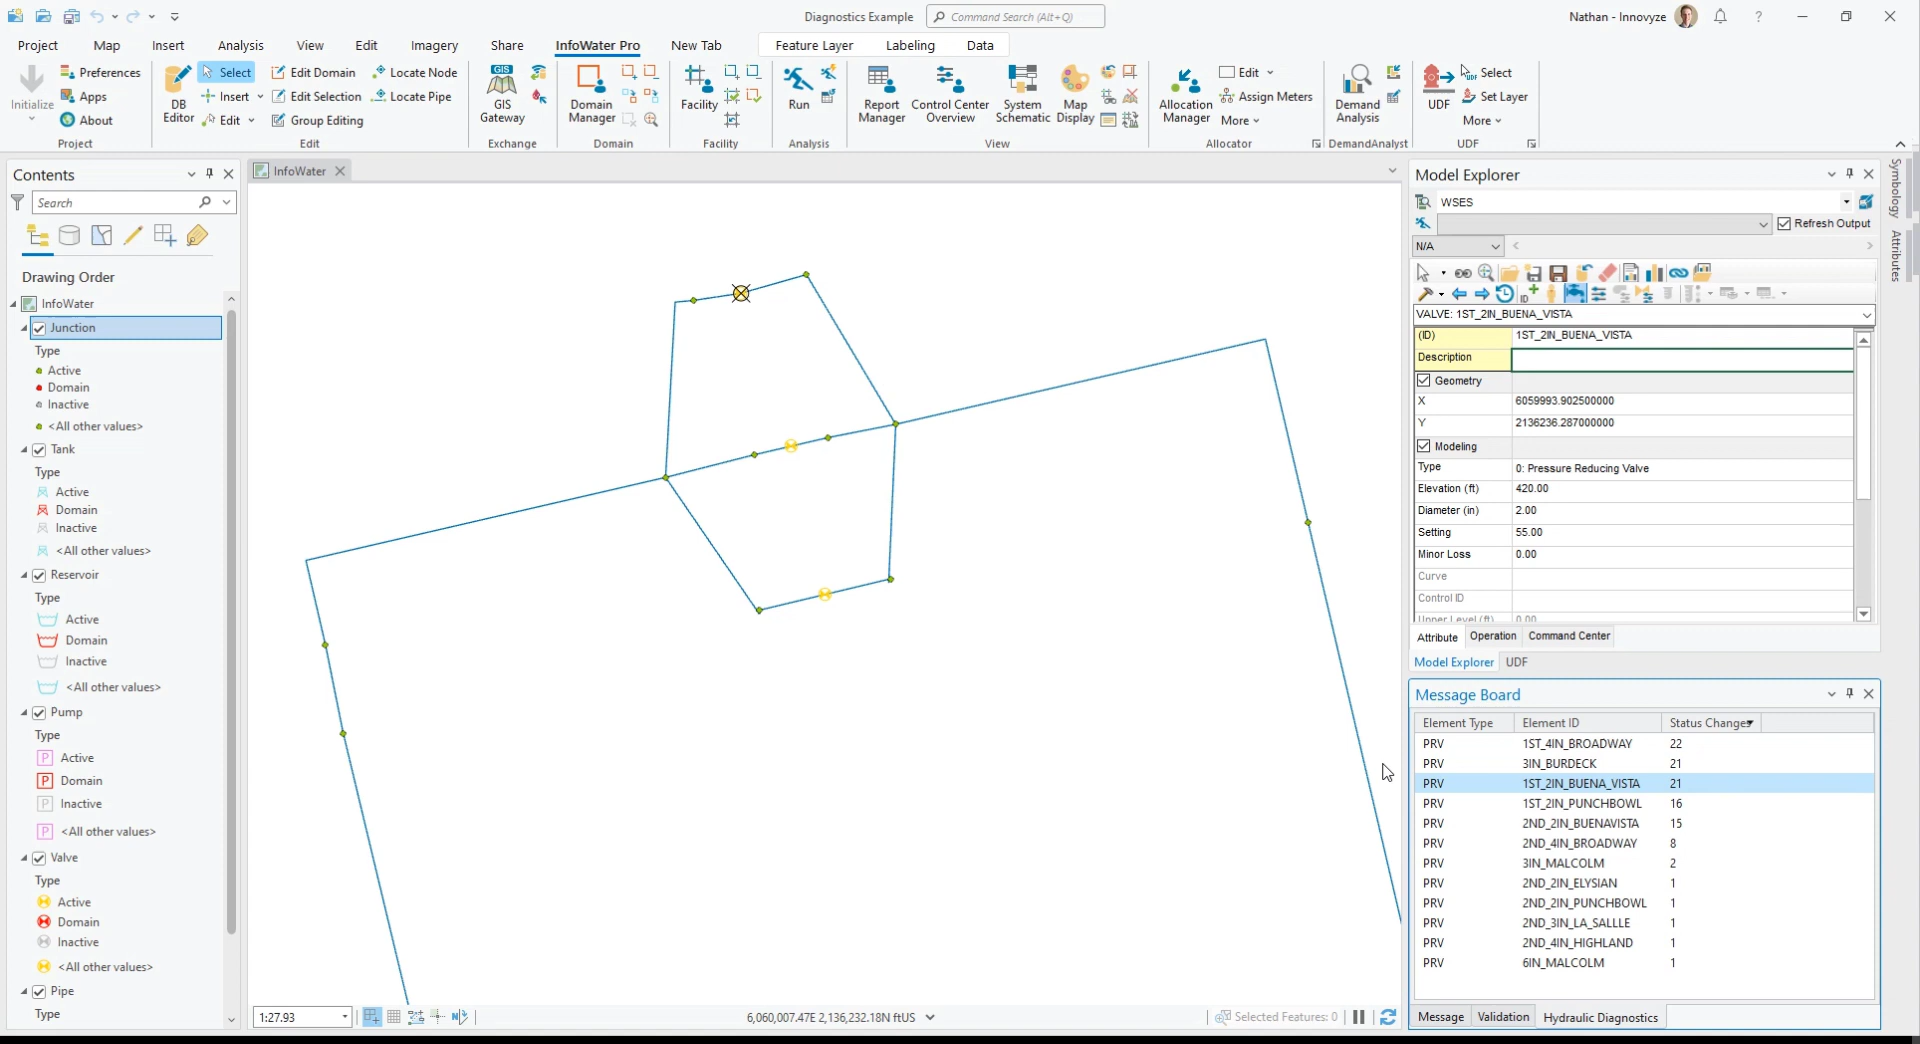 Diagnostics Example
Command Search (Alt+Q)
Nathan - Innovyze
Project
Map
Insert
Analysis
View
Edit
Imagery
Share
InfoWater Pro
New Tab
Feature Layer
Labeling
Data
Initialize
Preferences
Apps
About
Project
DB Editor
Select
Insert
Edit
Edit Domain
Edit Selection
Group Editing
Locate Node
Locate Pipe
Edit
GIS
GIS Gateway
Exchange
Domain Manager
Domain
Facility
Facility
Run
Analysis
Report Manager
Control Center Overview
System Schematic
Map Display
View
Allocation Manager
Edit
Assign Meters
More
Allocator
Demand Analysis
DemandAnalyst
UDF
Select
Set Layer
More
UDF
Contents
Search
Drawing Order
InfoWater
Junction
Type
Active
Domain
Inactive
<All other values>
Tank
Type
Active
Domain
Inactive
<All other values>
Reservoir
Type
Active
Domain
Inactive
<All other values>
Pump
Type
P Active
P Domain
P Inactive
P <All other values>
Valve
Type
Active
Domain
Inactive
<All other values>
Pipe
Type
InfoWater
1:27.93
6,060,007.47E 2,136,232.18N ftUS
Selected Features: 0
Model Explorer
WSES
Refresh Output
N/A
VALVE: 1ST_2IN_BUENA_VISTA
(ID) 1ST_2IN_BUENA_VISTA
Description
Geometry
X 6059993.902500000
Y 2136236.287000000
Modeling
Type 0: Pressure Reducing Valve
Elevation (ft) 420.00
Diameter (in) 2.00
Setting 55.00
Minor Loss 0.00
Curve
Control ID
Upper Level (ft) 0.00
Attribute Operation Command Center
Model Explorer UDF
Symbology
Attributes
Message Board
Element Type Element ID Status Changes
PRV 1ST_4IN_BROADWAY 22
PRV 3IN_BURDECK 21
PRV 1ST_2IN_BUENA_VISTA 21
PRV 1ST_2IN_PUNCHBOWL 16
PRV 2ND_2IN_BUENAVISTA 15
PRV 2ND_4IN_BROADWAY 8
PRV 3IN_MALCOLM 2
PRV 2ND_2IN_ELYSIAN 1
PRV 2ND_2IN_PUNCHBOWL 1
PRV 2ND_3IN_LA_SALLLE 1
PRV 2ND_4IN_HIGHLAND 1
PRV 6IN_MALCOLM 1
Message Validation Hydraulic Diagnostics